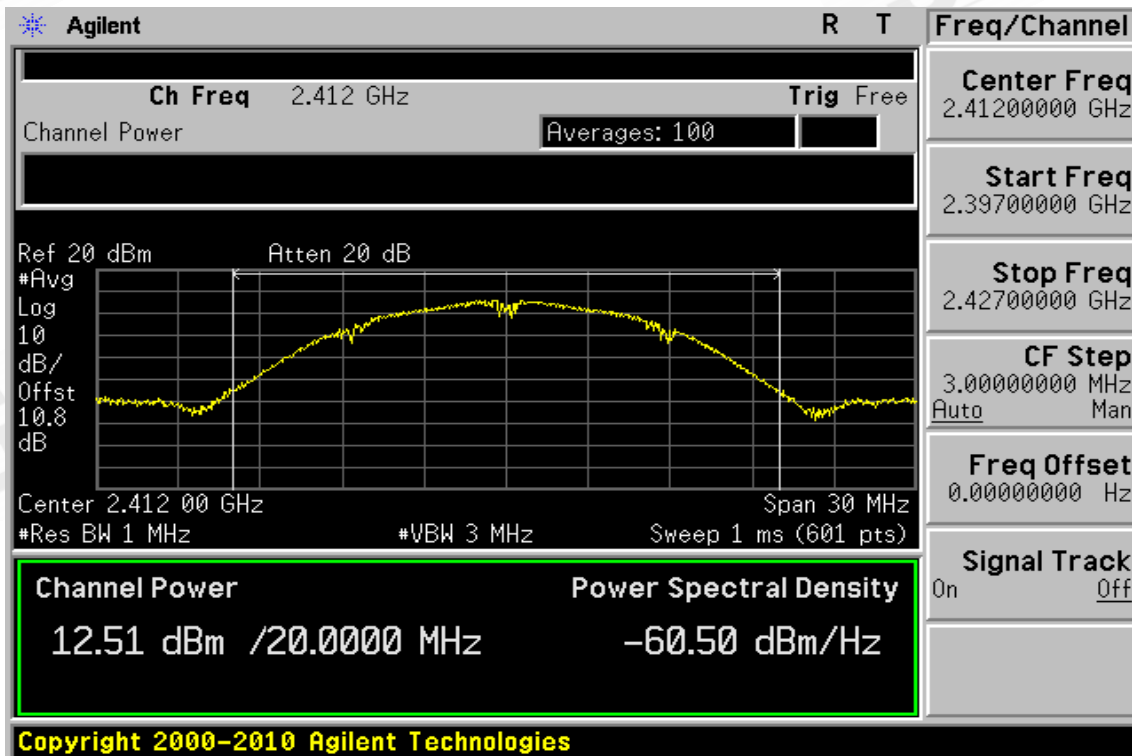 Agilent R T
Freq/Channel
Ch Freq 2.412 GHz Trig Free
Channel Power Averages: 100
Ref 20 dBm Atten 20 dB
#Avg
Log
10
dB/
Offst
10.8
dB
Center 2.412 00 GHz Span 30 MHz
#Res BW 1 MHz #VBW 3 MHz Sweep 1 ms (601 pts)
Channel Power Power Spectral Density
12.51 dBm /20.0000 MHz -60.50 dBm/Hz
Center Freq
2.41200000 GHz
Start Freq
2.39700000 GHz
Stop Freq
2.42700000 GHz
CF Step
3.00000000 MHz
Auto Man
Freq Offset
0.00000000 Hz
Signal Track
On Off
Copyright 2000-2010 Agilent Technologies